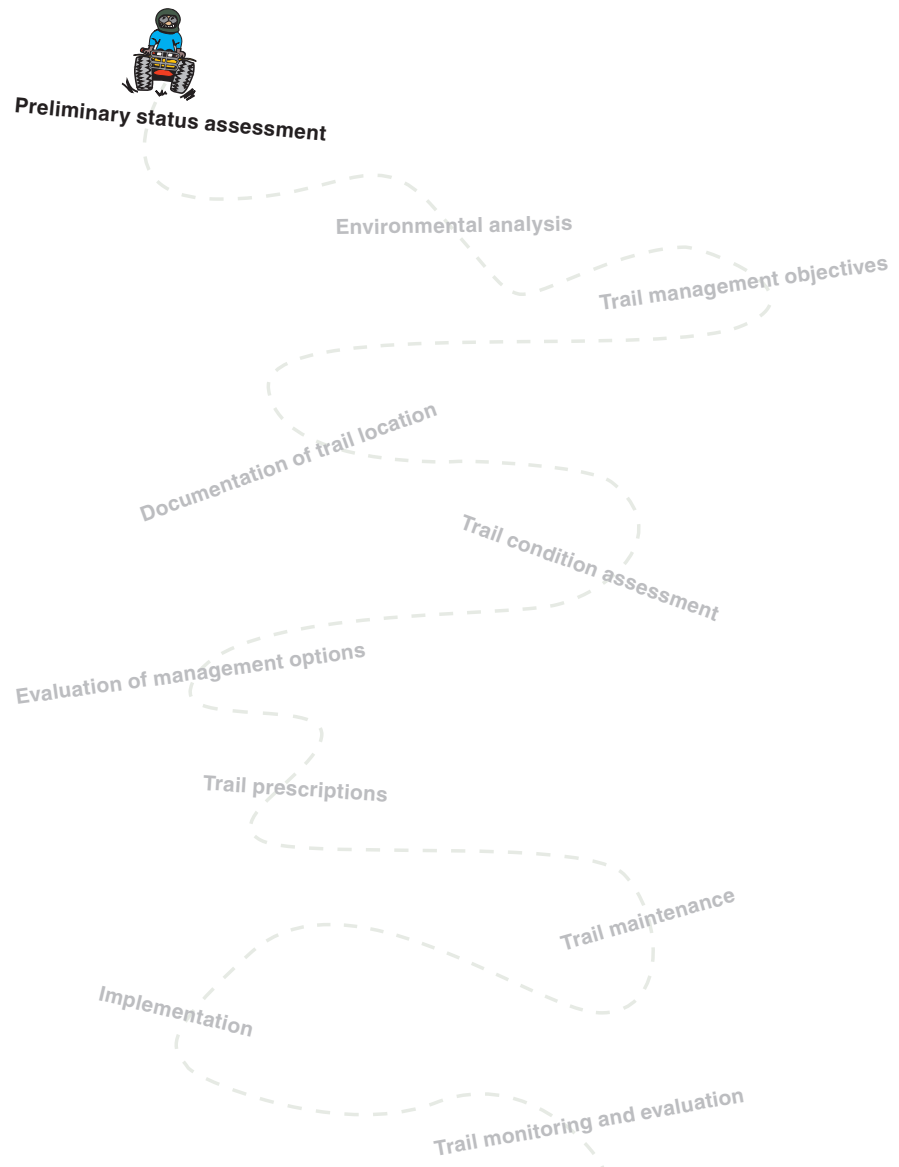 Preliminary status assessment
Environmental analysis
Trail management objectives
Documentation of trail location
Trail condition assessment
Evaluation of management options
Trail prescriptions
Trail maintenance
Implementation
Trail monitoring and evaluation